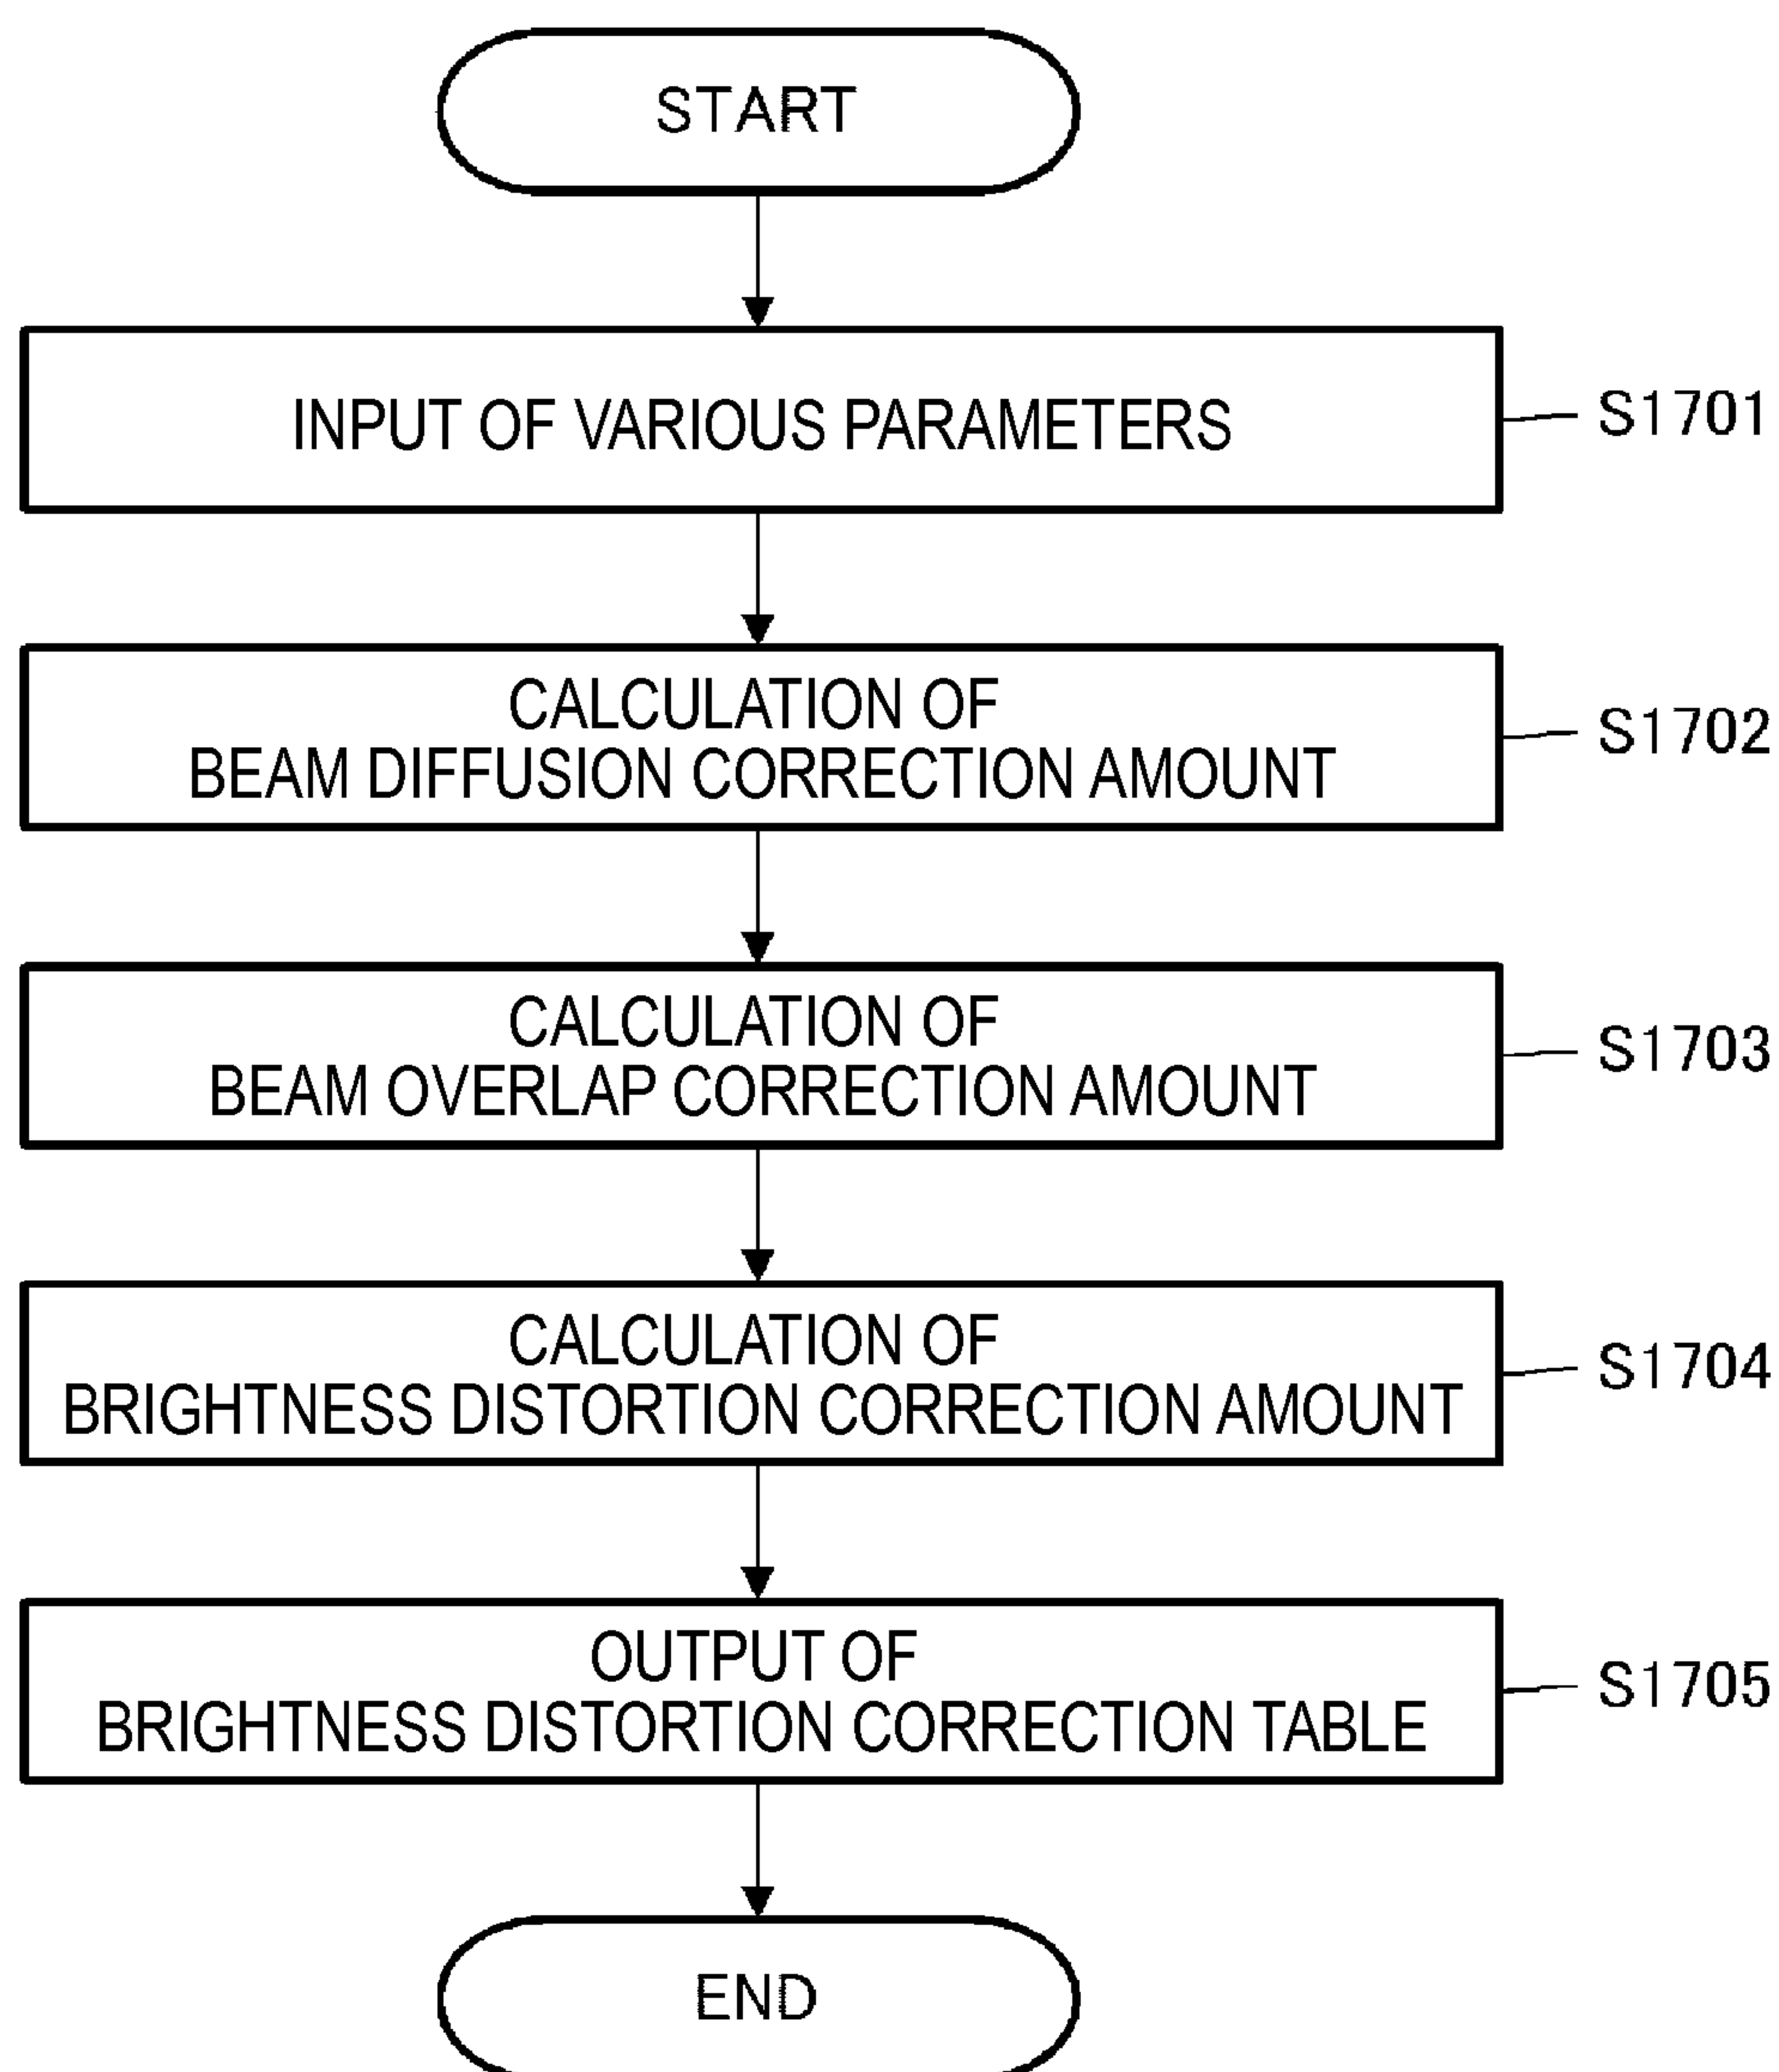 START
INPUT OF VARIOUS PARAMETERS
S1701
CALCULATION OF
BEAM DIFFUSION CORRECTION AMOUNT
S1702
CALCULATION OF
BEAM OVERLAP CORRECTION AMOUNT
S1703
CALCULATION OF
BRIGHTNESS DISTORTION CORRECTION AMOUNT
S1704
OUTPUT OF
BRIGHTNESS DISTORTION CORRECTION TABLE
S1705
END